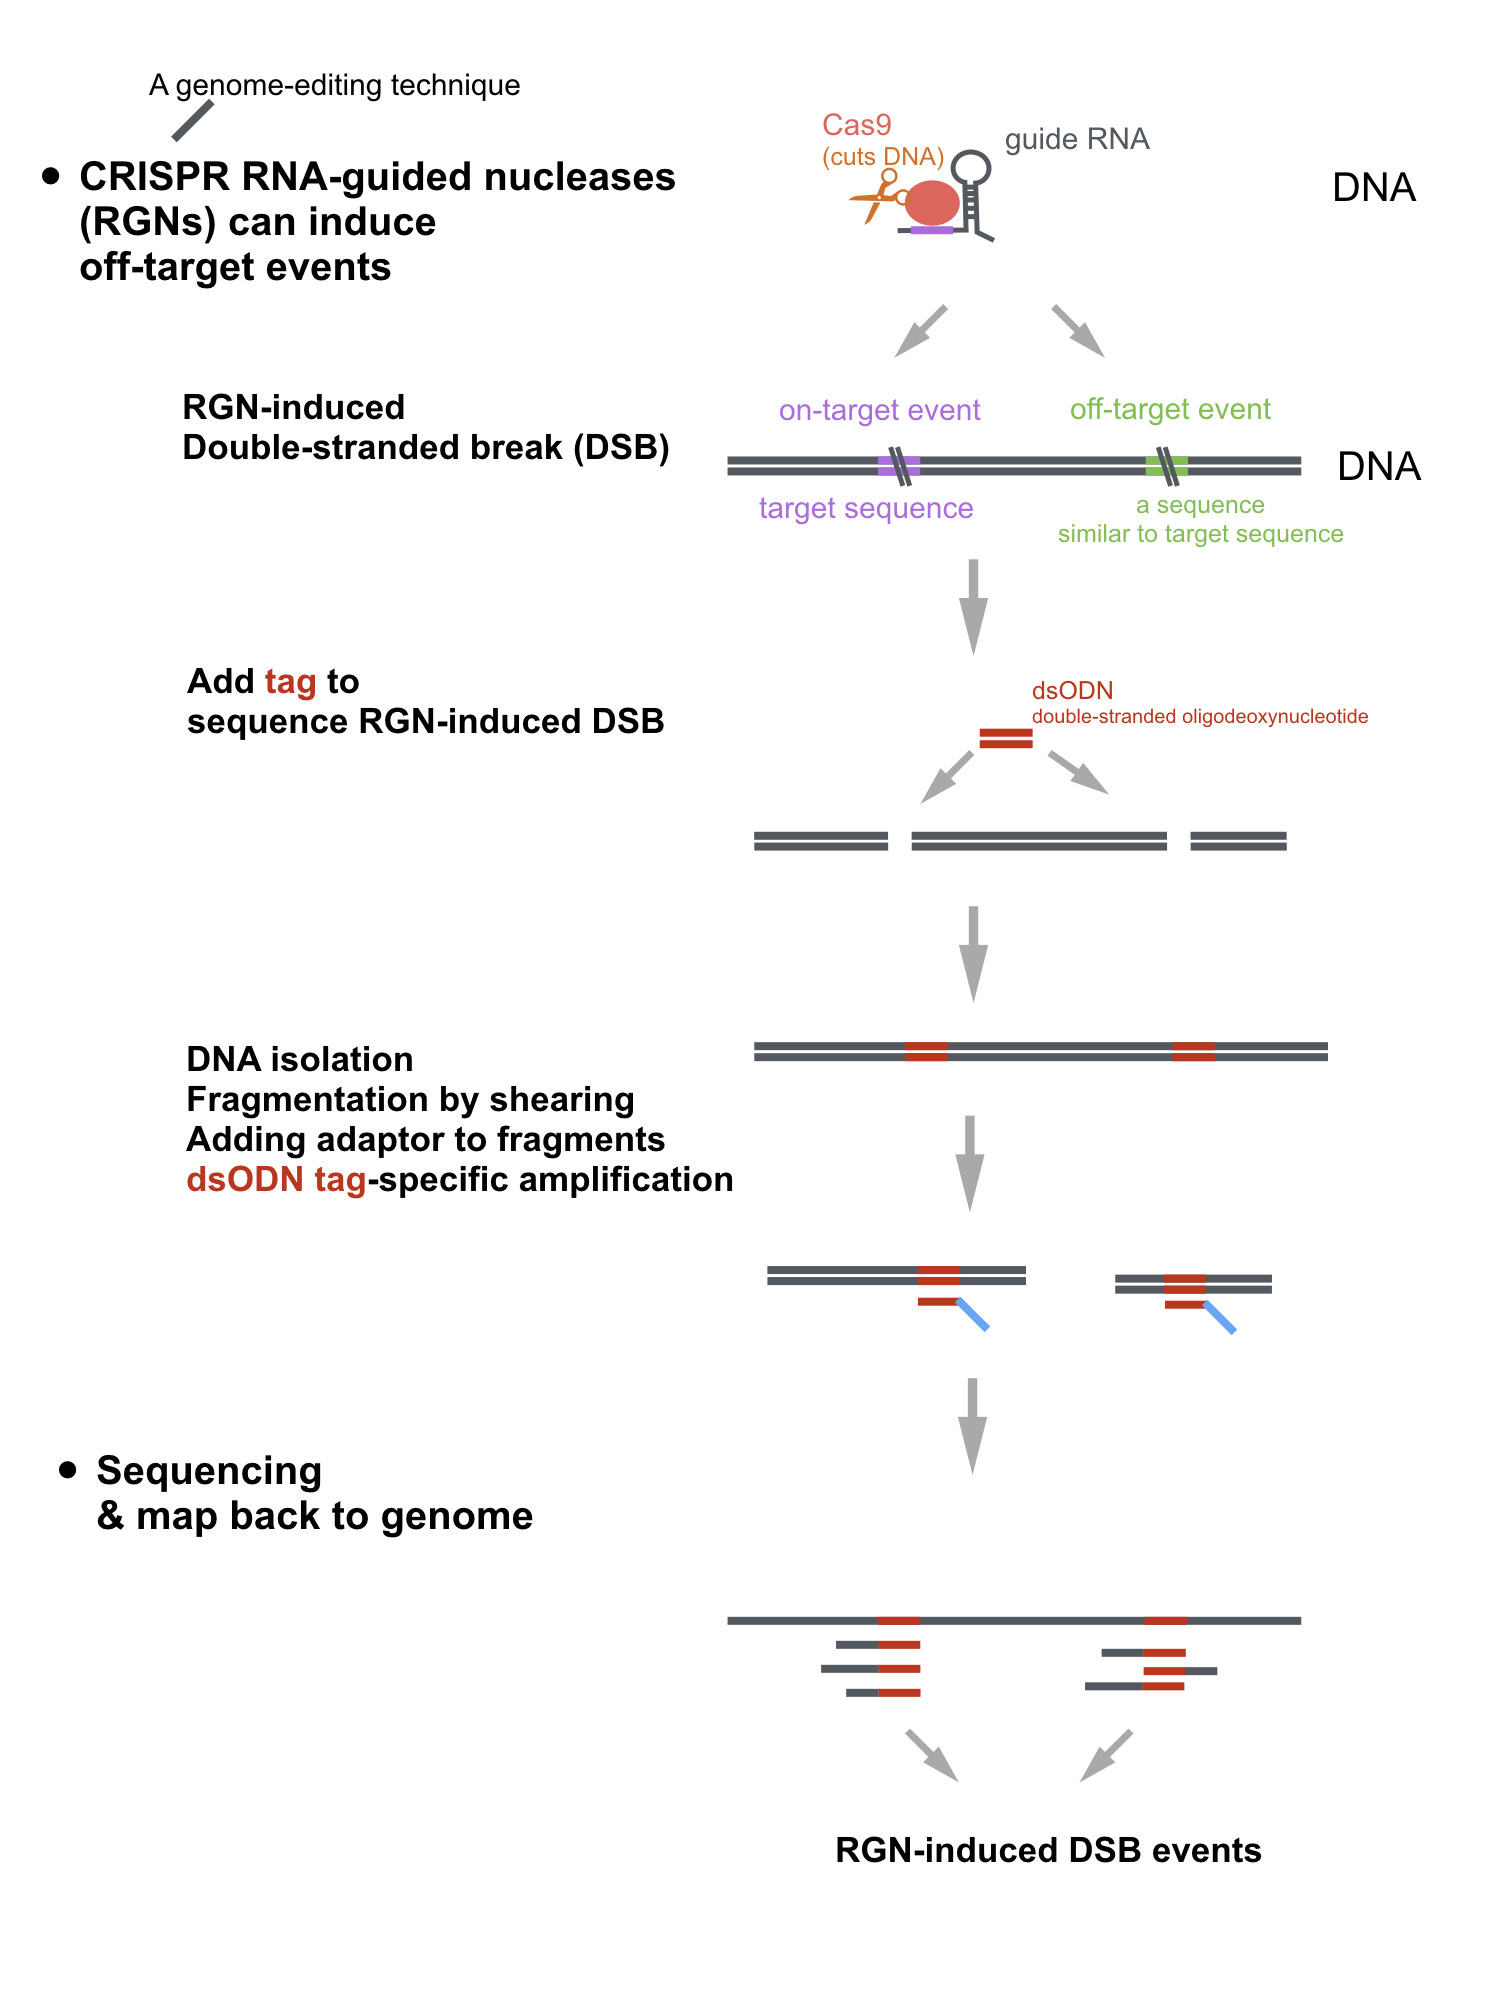 A genome-editing technique
Cas9
(cuts DNA)
guide RNA
DNA
• CRISPR RNA-guided nucleases
(RGNs) can induce
off-target events
RGN-induced
Double-stranded break (DSB)
on-target event
off-target event
DNA
target sequence
a sequence
similar to target sequence
Add tag to
sequence RGN-induced DSB
dsODN
double-stranded oligodeoxynucleotide
DNA isolation
Fragmentation by shearing
Adding adaptor to fragments
dsODN tag-specific amplification
• Sequencing
& map back to genome
RGN-induced DSB events